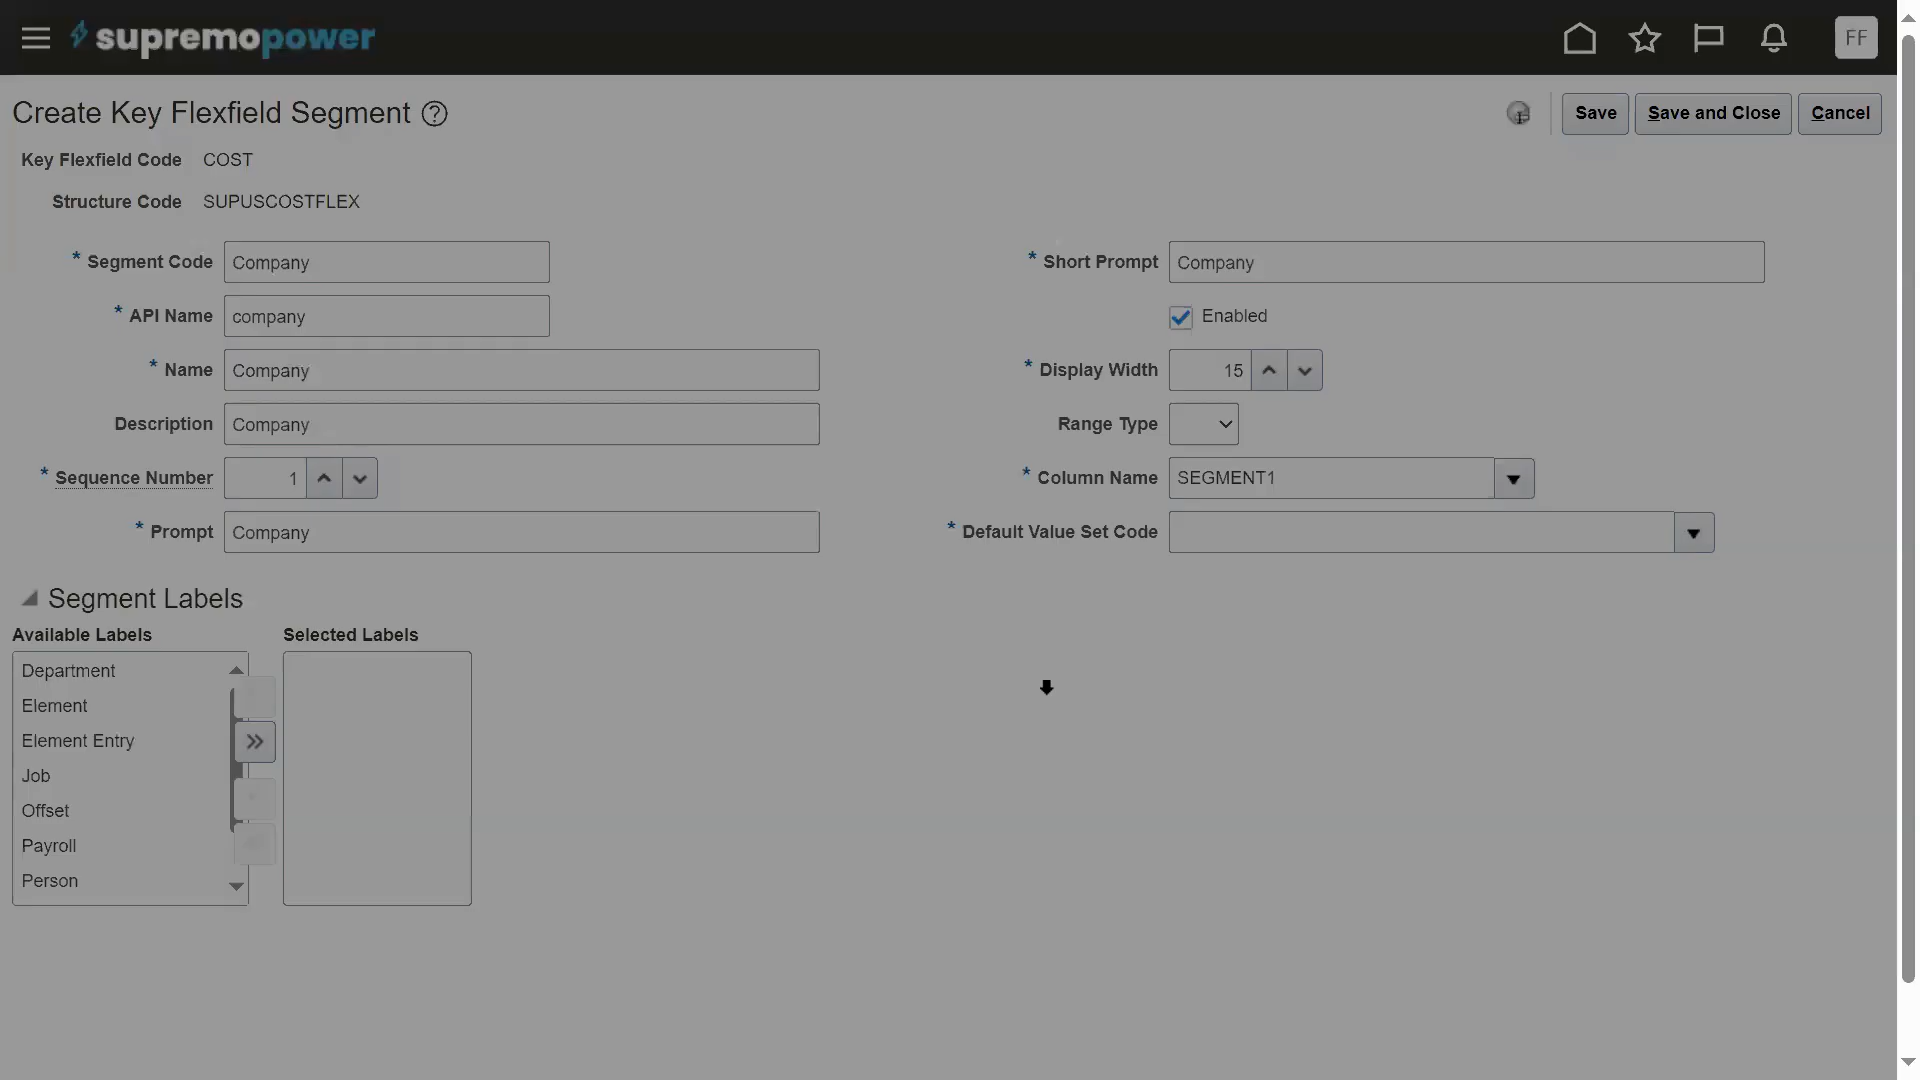 supremopower
FF
Create Key Flexfield Segment ?
Save
Save and Close
Cancel
Key Flexfield Code COST
Structure Code SUPUSCOSTFLEX
* Segment Code Company
* Short Prompt Company
* API Name company
Enabled
* Name Company
* Display Width 15
Description Company
Range Type
* Sequence Number 1
* Column Name SEGMENT1
* Prompt Company
* Default Value Set Code
Segment Labels
Available Labels
Selected Labels
Department
Element
Element Entry
Job
Offset
Payroll
Person